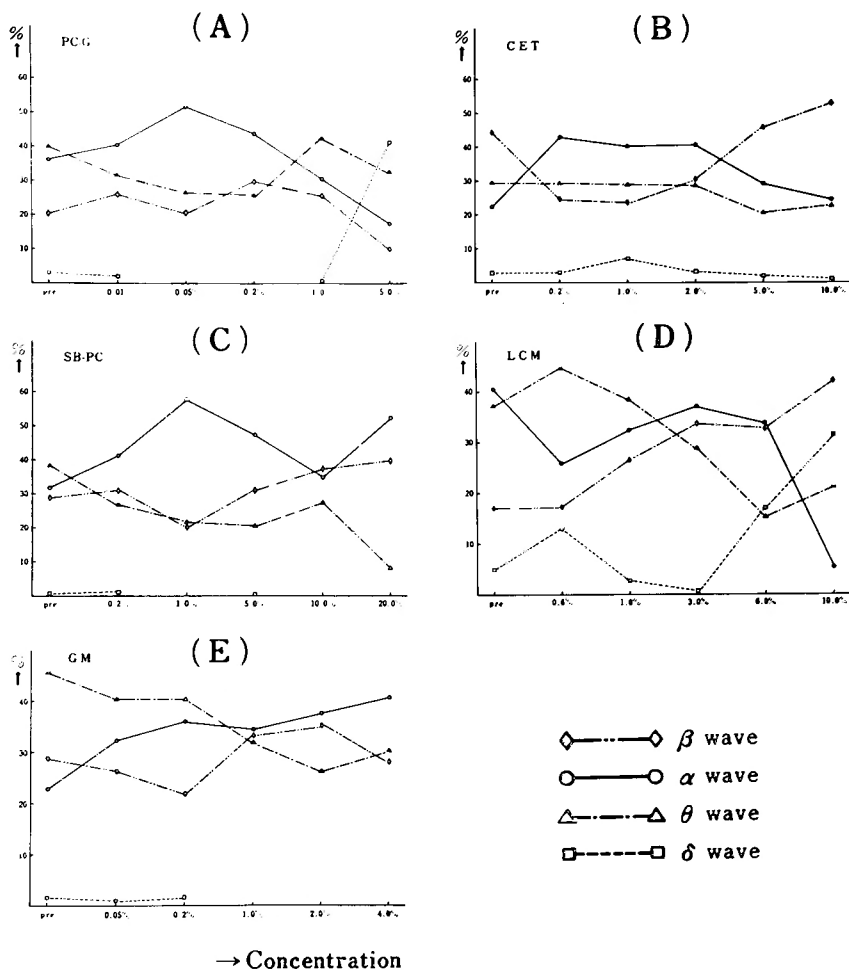 (A)
%
↑
PCG
60
50
40
30
20
10
pre 0.01 0.05 0.2% 1.0 5.0
(B)
%
↑
CET
60
50
40
30
20
10
pre 0.2% 1.0% 2.0% 5.0% 10.0%
(C)
%
↑
SB-PC
60
50
40
30
20
10
pre 0.2 1.0% 5.0 10.0% 20.0%
(D)
%
↑
LCM
40
30
20
10
pre 0.6% 1.0% 3.0% 6.0% 10.0%
(E)
%
↑
GM
40
30
20
10
pre 0.05% 0.2% 1.0 2.0% 4.0%
β wave
α wave
θ wave
δ wave
→ Concentration